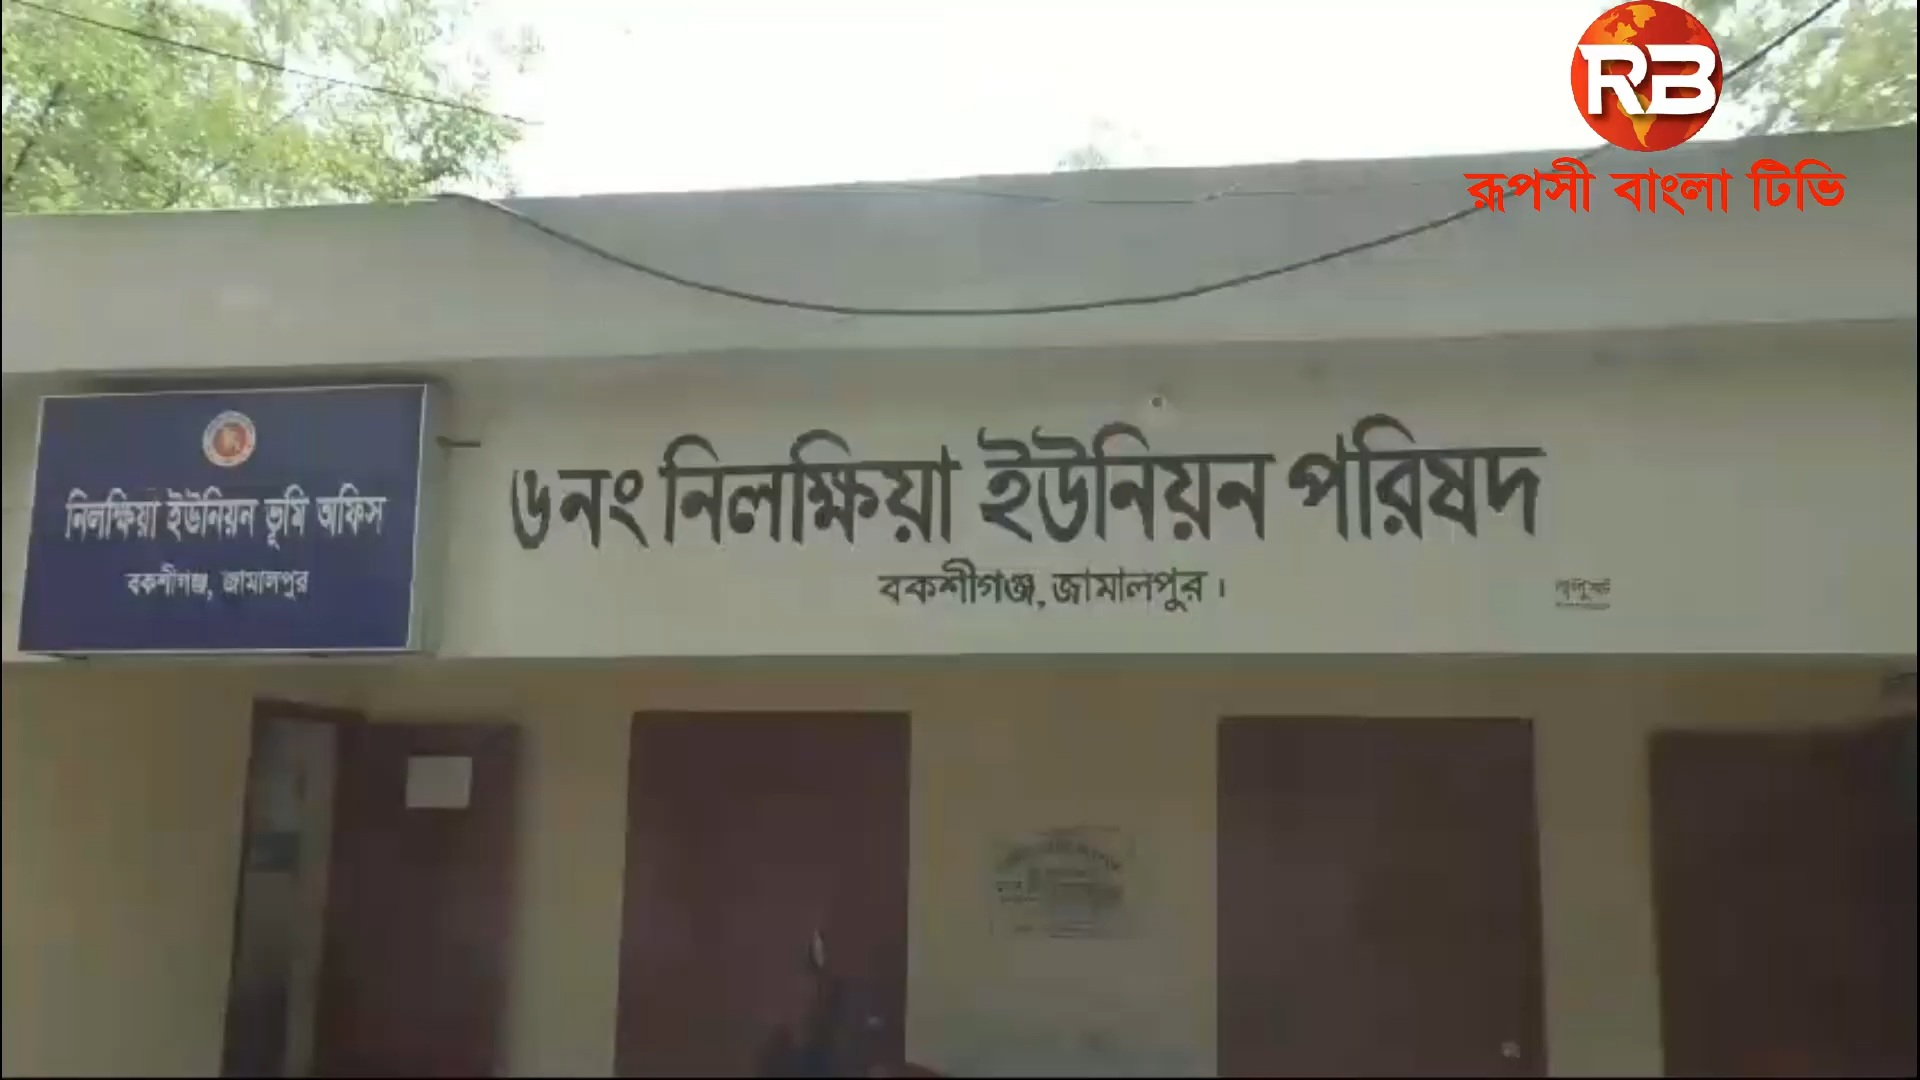 RB
রূপসী বাংলা টিভি
নিলক্ষিয়া ইউনিয়ন ভূমি অফিস
বকশীগঞ্জ, জামালপুর
৬নং নিলক্ষিয়া ইউনিয়ন পরিষদ
বকশীগঞ্জ, জামালপুর।